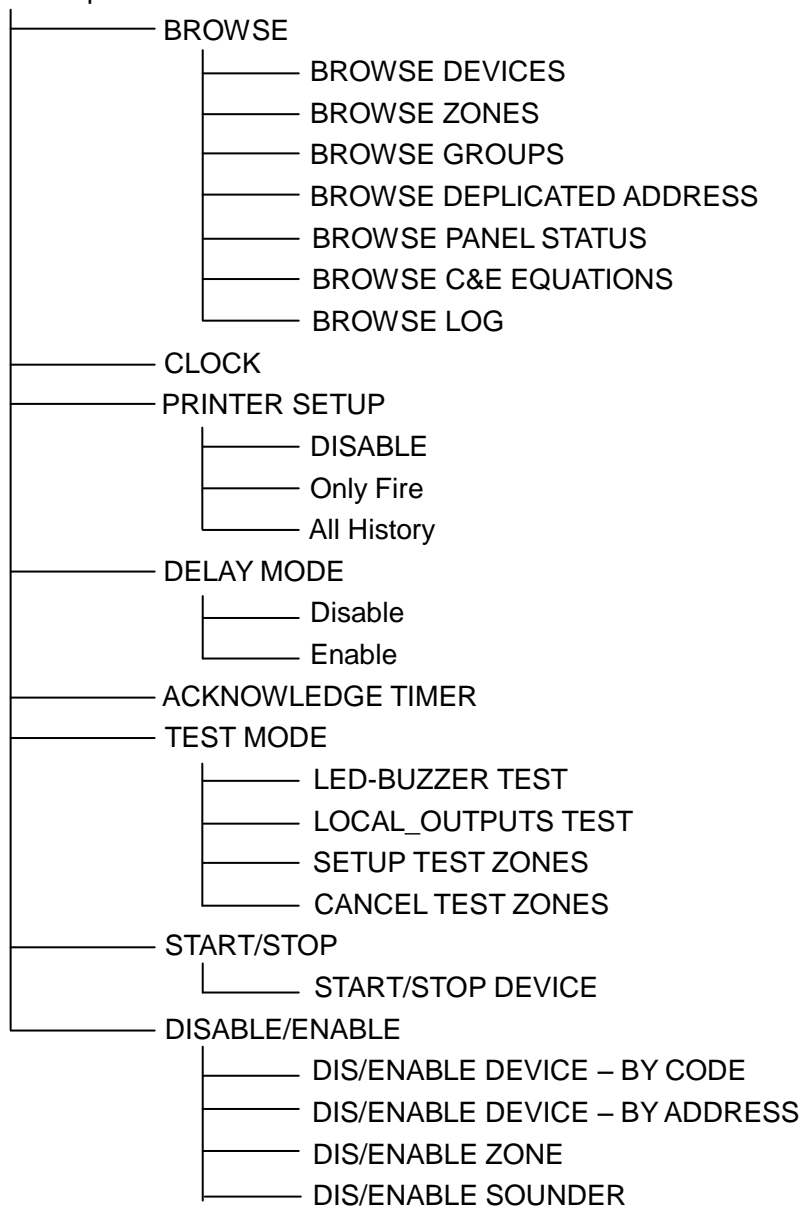 BROWSE
BROWSE DEVICES
BROWSE ZONES
BROWSE GROUPS
BROWSE DEPLICATED ADDRESS
BROWSE PANEL STATUS
BROWSE C&E EQUATIONS
BROWSE LOG
CLOCK
PRINTER SETUP
DISABLE
Only Fire
All History
DELAY MODE
Disable
Enable
ACKNOWLEDGE TIMER
TEST MODE
LED-BUZZER TEST
LOCAL_OUTPUTS TEST
SETUP TEST ZONES
CANCEL TEST ZONES
START/STOP
START/STOP DEVICE
DISABLE/ENABLE
DIS/ENABLE DEVICE – BY CODE
DIS/ENABLE DEVICE – BY ADDRESS
DIS/ENABLE ZONE
DIS/ENABLE SOUNDER